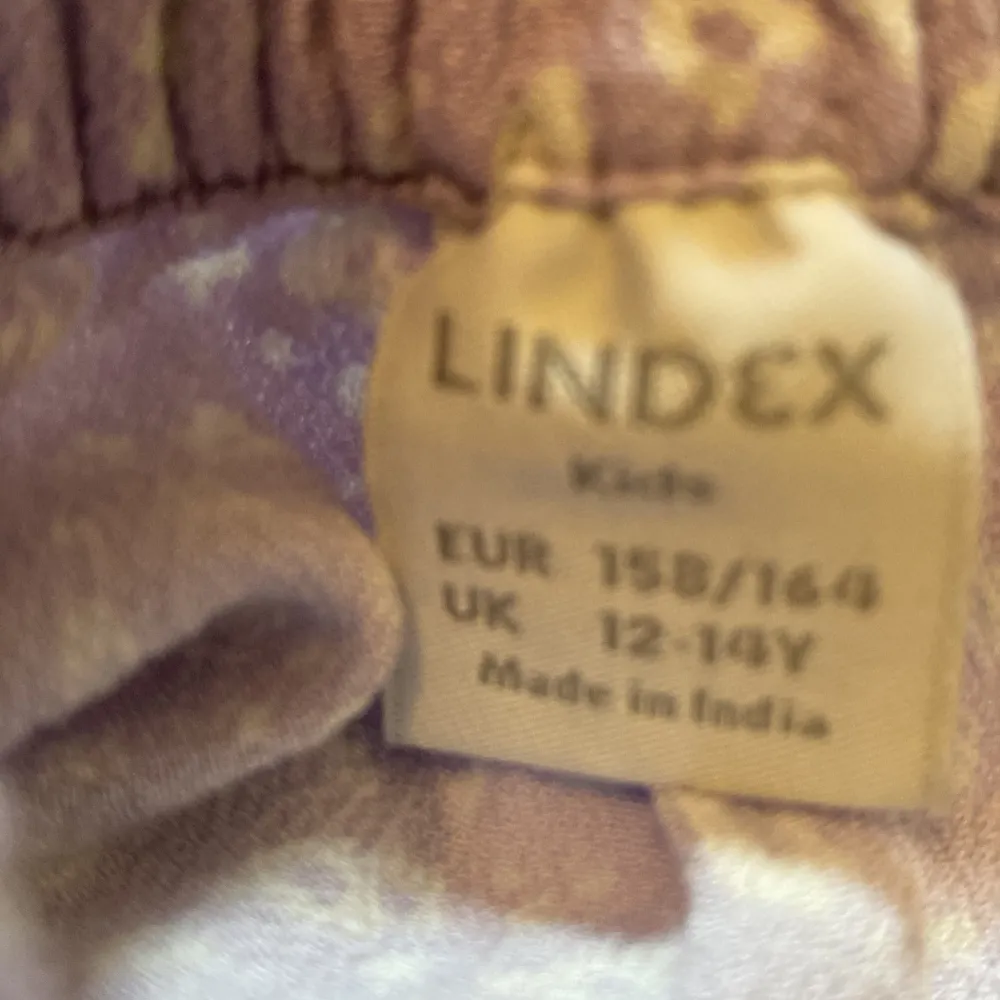 LINDEX
Kids
EUR 158/164
UK 12-14Y
Made in India